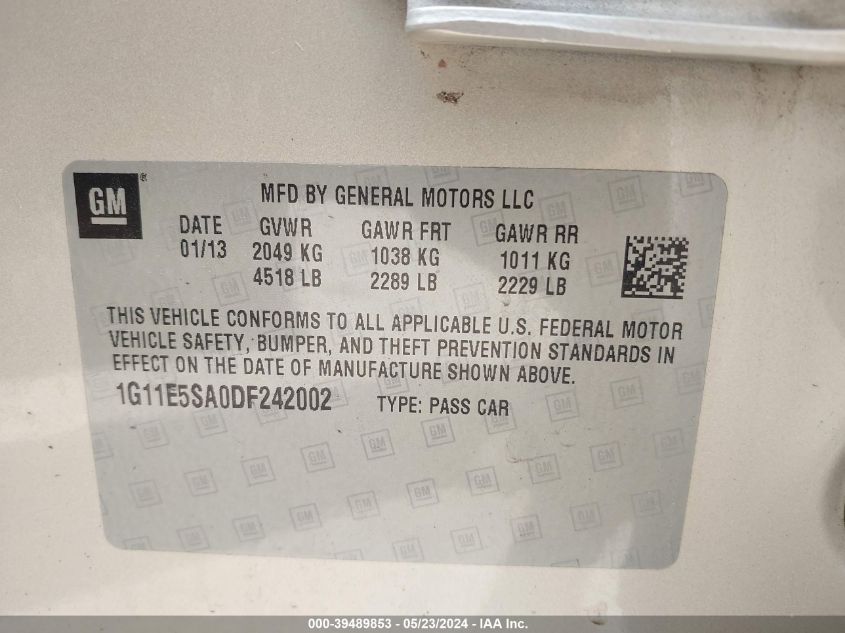 GM ®
MFD BY GENERAL MOTORS LLC
DATE GVWR GAWR FRT GAWR RR
01/13 2049 KG 1038 KG 1011 KG
4518 LB 2289 LB 2229 LB
THIS VEHICLE CONFORMS TO ALL APPLICABLE U.S. FEDERAL MOTOR
VEHICLE SAFETY, BUMPER, AND THEFT PREVENTION STANDARDS IN
EFFECT ON THE DATE OF MANUFACTURE SHOWN ABOVE.
1G11E5SA0DF242002 TYPE: PASS CAR
000-39489853 - 05/23/2024 - IAA Inc.